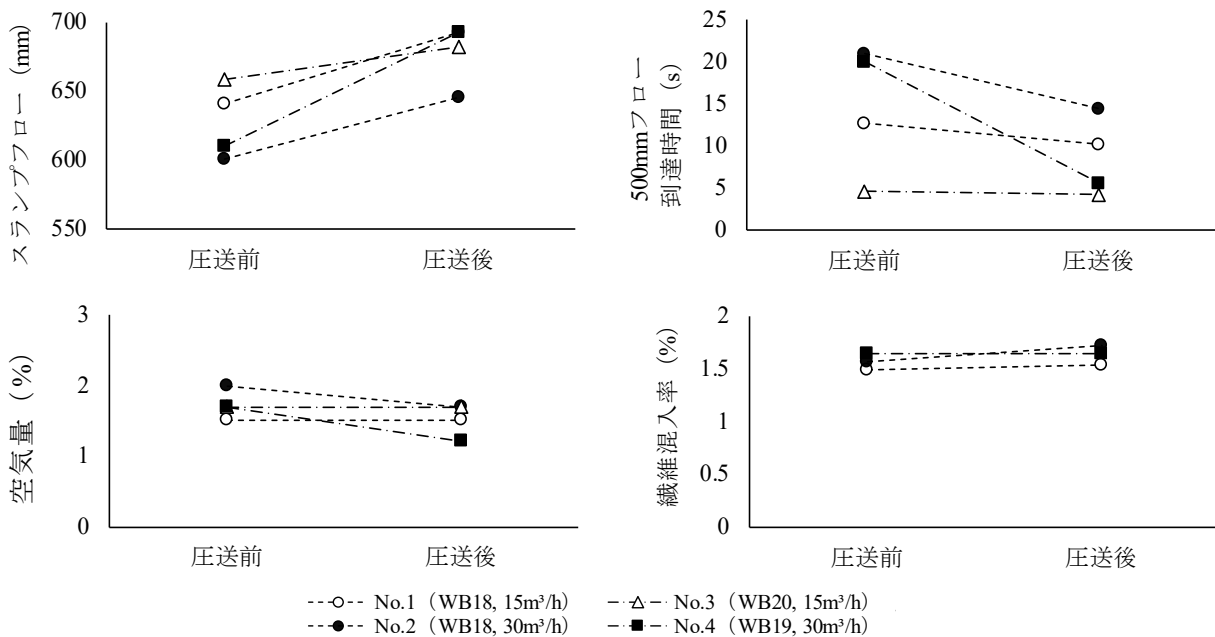 スランプフロー（mm）
700
650
600
550
圧送前
圧送後
500mmフロー
到達時間（s）
25
20
15
10
5
0
圧送前
圧送後
空気量（%）
3
2
1
0
圧送前
圧送後
繊維混入率（%）
2
1.5
1
0.5
0
圧送前
圧送後
No.1（WB18, 15m³/h）
No.3（WB20, 15m³/h）
No.2（WB18, 30m³/h）
No.4（WB19, 30m³/h）